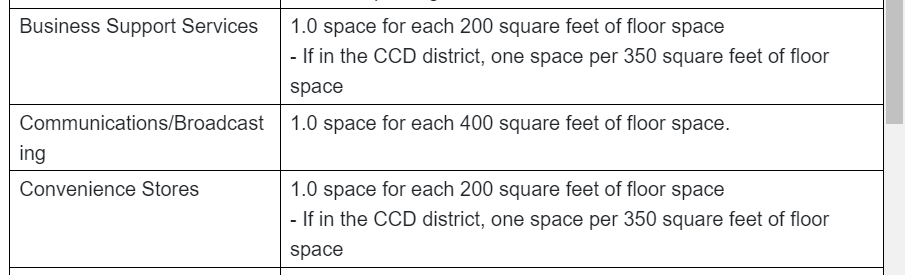 Business Support Services
1.0 space for each 200 square feet of floor space
- If in the CCD district, one space per 350 square feet of floor
space
Communications/Broadcast
ing
1.0 space for each 400 square feet of floor space.
Convenience Stores
1.0 space for each 200 square feet of floor space
- If in the CCD district, one space per 350 square feet of floor
space